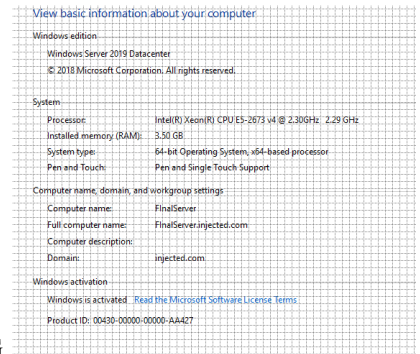 View basic information about your computer
Windows edition
Windows Server 2019 Datacenter
© 2018 Microsoft Corporation. All rights reserved.
System
Processor: Intel(R) Xeon(R) CPU E5-2673 v4 @ 2.30GHz 2.29 GHz
Installed memory (RAM): 3.50 GB
System type: 64-bit Operating System, x64-based processor
Pen and Touch: Pen and Single Touch Support
Computer name, domain, and workgroup settings
Computer name: FInalServer
Full computer name: FInalServer.injected.com
Computer description:
Domain: injected.com
Windows activation
Windows is activated Read the Microsoft Software License Terms
Product ID: 00430-00000-00000-AA427